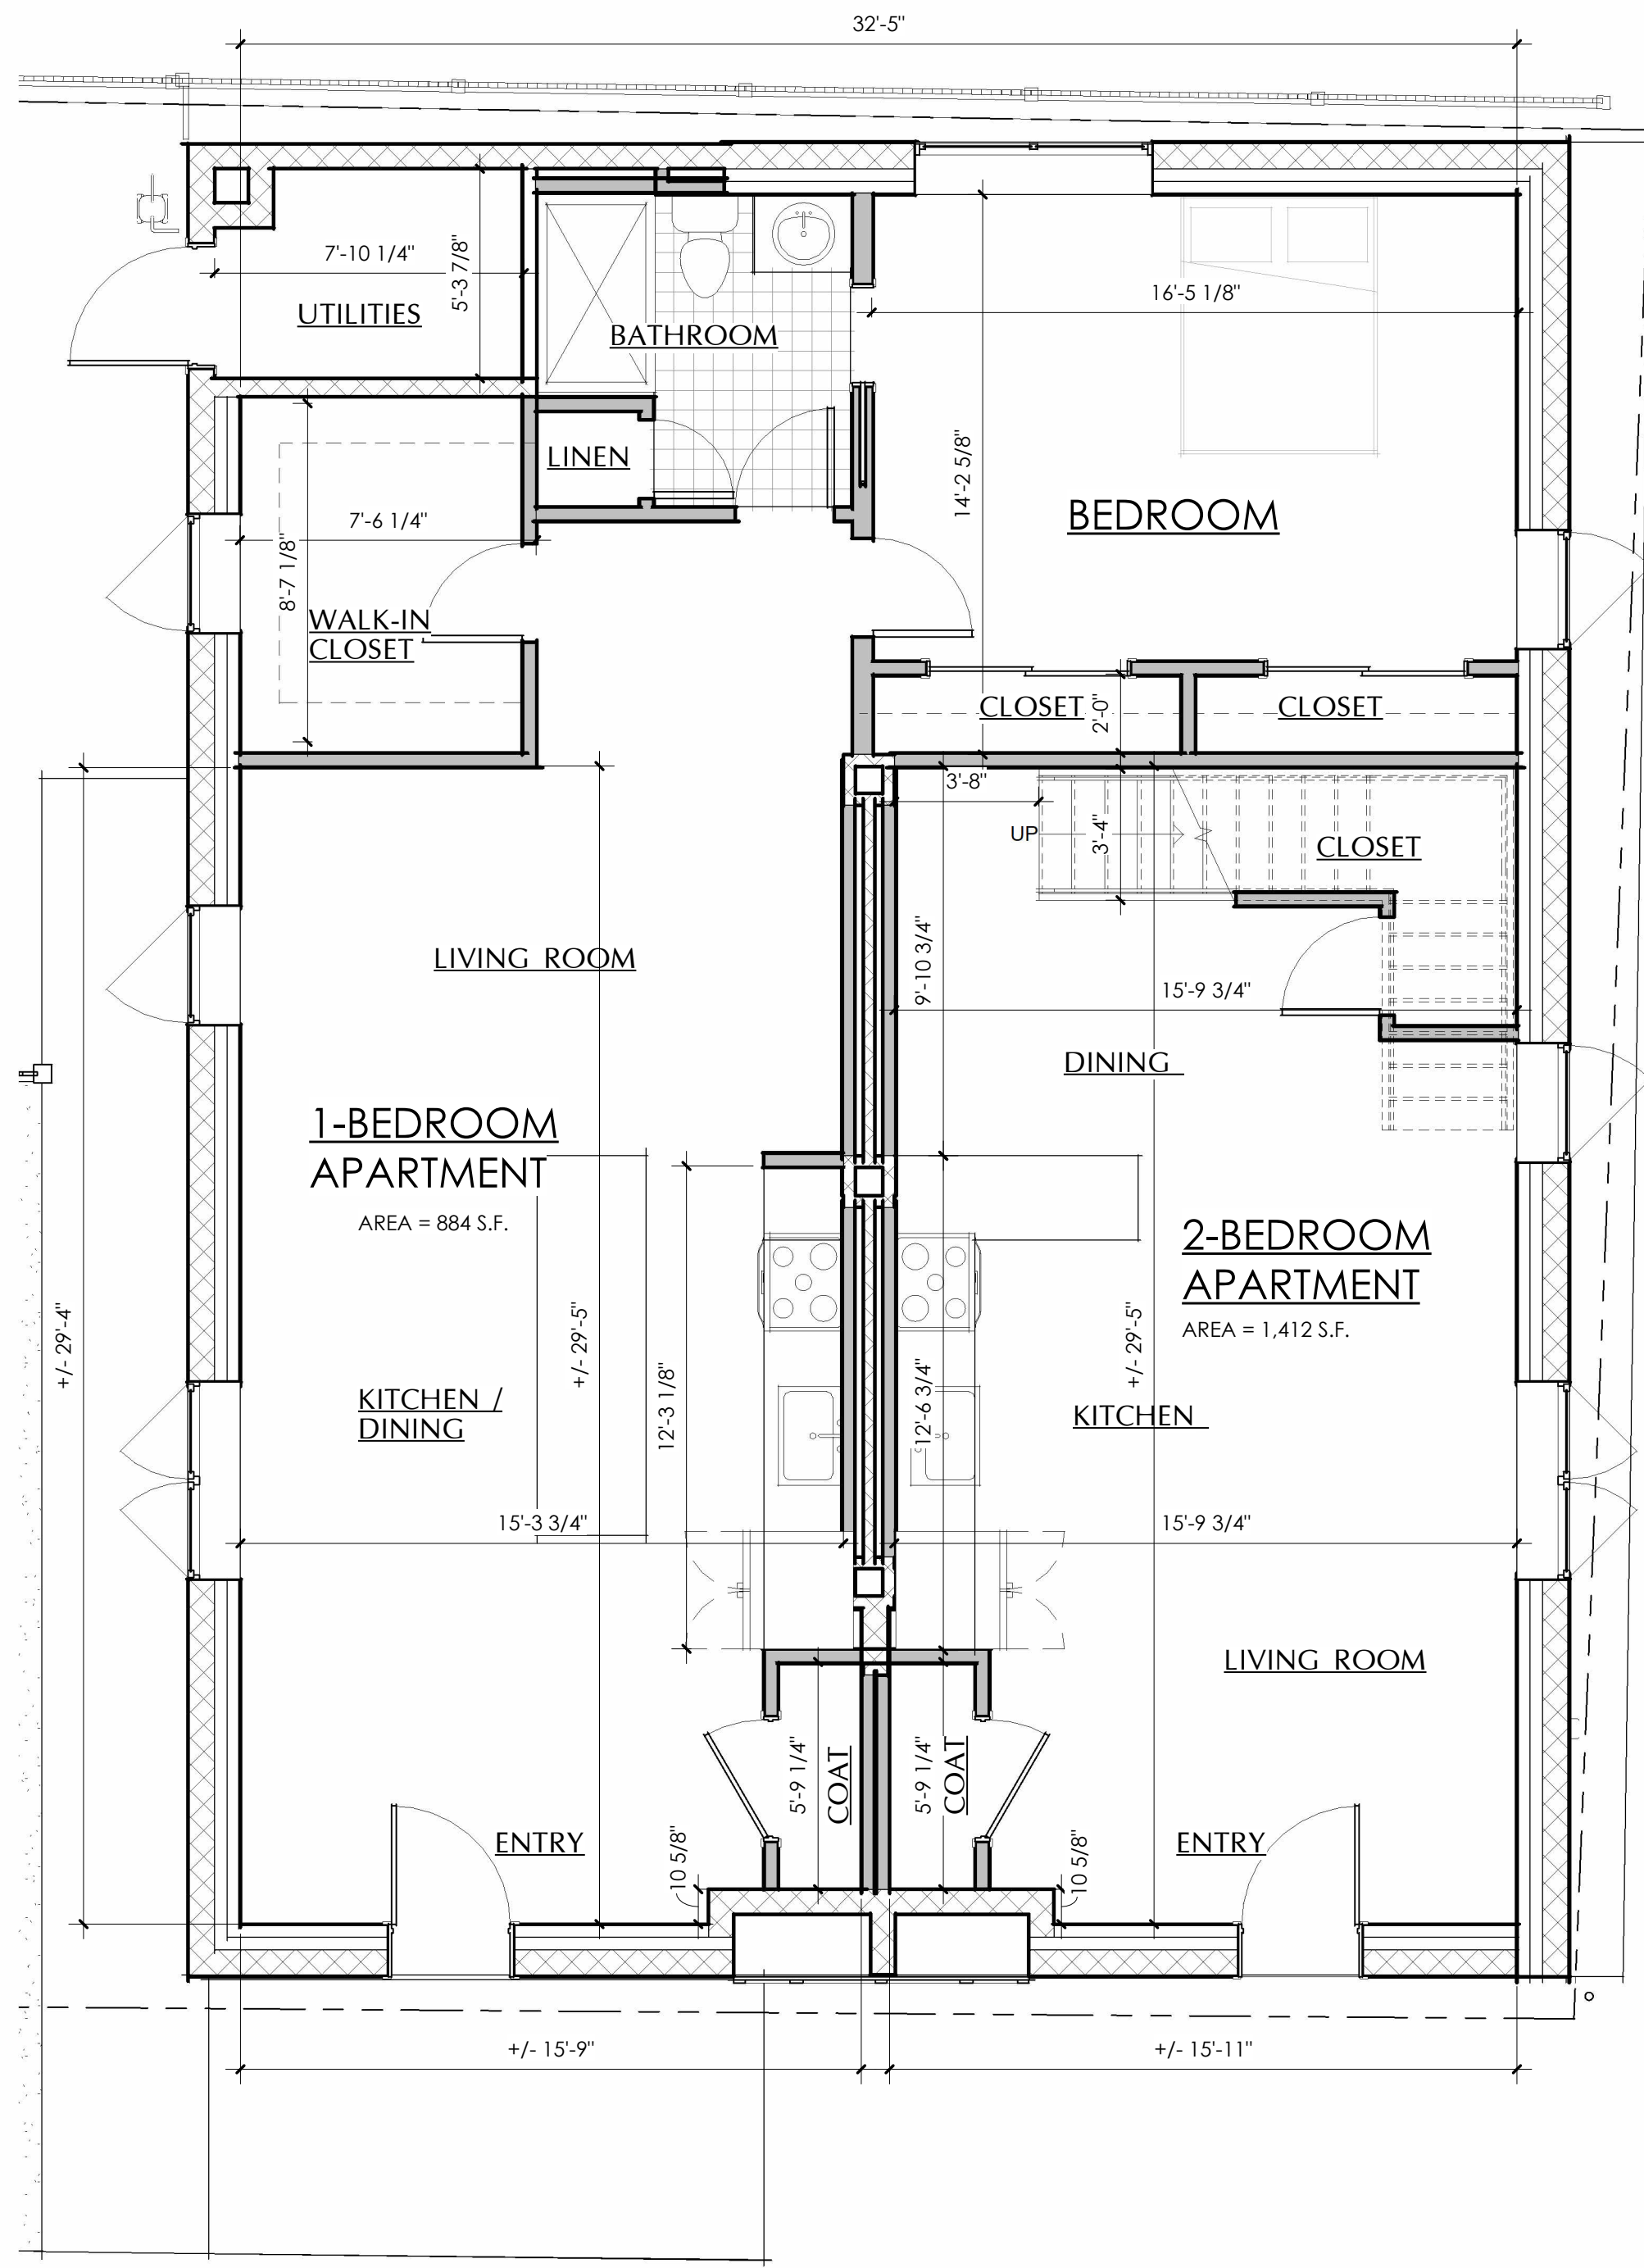 32'-5"
7'-10 1/4"
5'-3 7/8"
UTILITIES
BATHROOM
16'-5 1/8"
LINEN
14'-2 5/8"
BEDROOM
7'-6 1/4"
8'-7 1/8"
WALK-IN
CLOSET
CLOSET
2'-0"
CLOSET
3'-8"
UP
3'-4"
CLOSET
LIVING ROOM
9'-10 3/4"
15'-9 3/4"
DINING
1-BEDROOM
APARTMENT
AREA = 884 S.F.
2-BEDROOM
APARTMENT
AREA = 1,412 S.F.
+/- 29'-4"
+/- 29'-5"
12'-3 1/8"
12'-6 3/4"
+/- 29'-5"
KITCHEN /
DINING
KITCHEN
15'-3 3/4"
15'-9 3/4"
LIVING ROOM
5'-9 1/4"
COAT
5'-9 1/4"
COAT
ENTRY
10 5/8"
10 5/8"
ENTRY
+/- 15'-9"
+/- 15'-11"